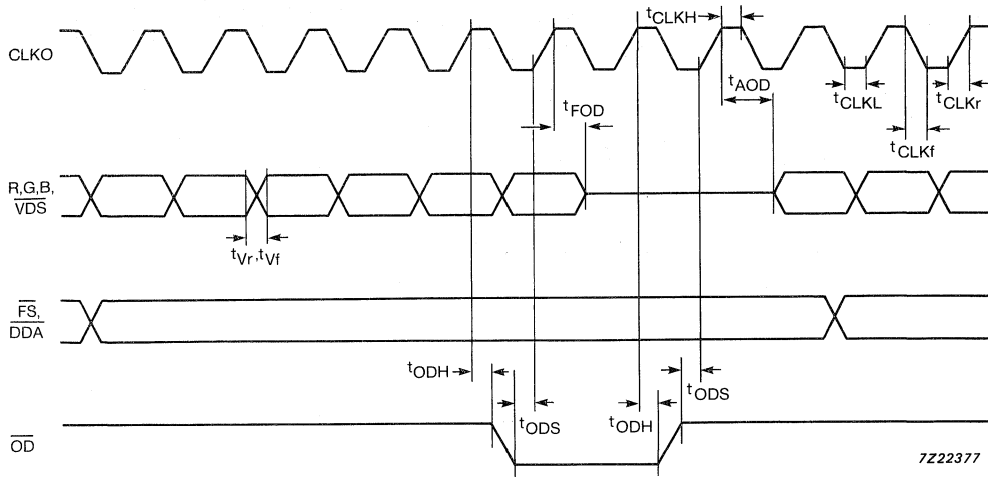 CLKO
tCLKH
tAOD
tFOD
tCLKL
tCLKr
tCLKf
R,G,B,
VDS
tVr,tVf
FS,
DDA
tODH
tODS
tODH
tODS
OD
7Z22377